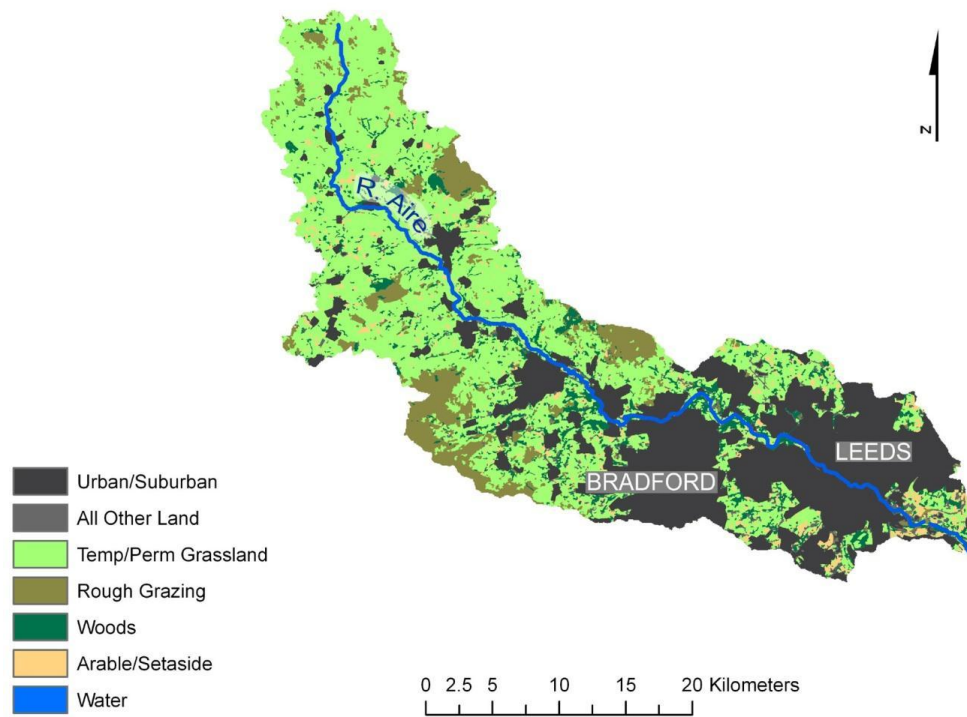 N
R. Aire
LEEDS
BRADFORD
Urban/Suburban
All Other Land
Temp/Perm Grassland
Rough Grazing
Woods
Arable/Setaside
Water
0 2.5 5 10 15 20 Kilometers